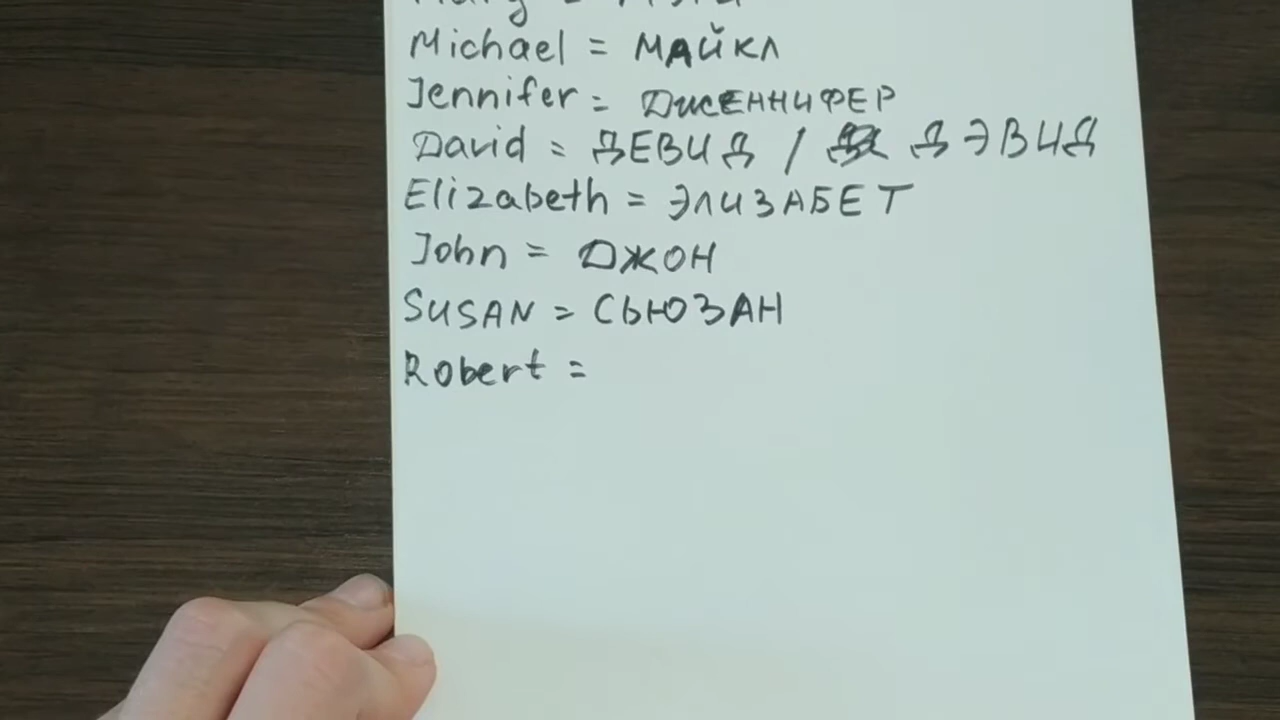 Michael = МАЙКЛ
Jennifer = ДЖЕННИФЕР
David = ДЕВИД / ДЭВИД
Elizabeth = ЭЛИЗАБЕТ
John = ДЖОН
SUSAN = СЬЮЗАН
Robert =